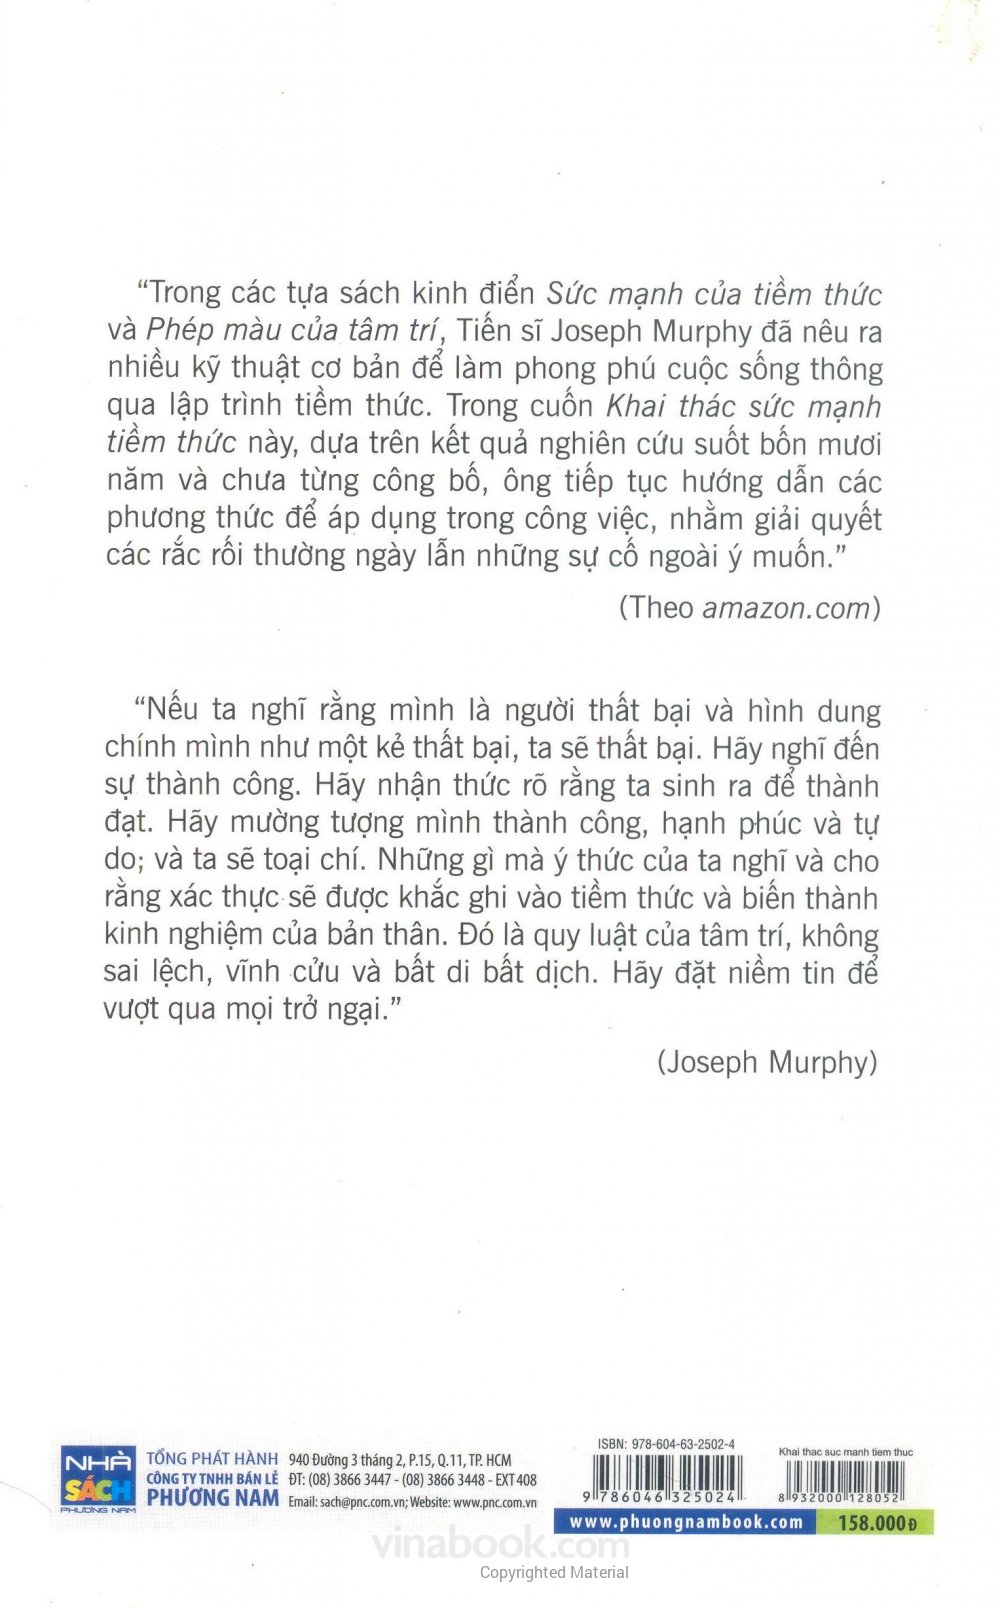 “Trong các tựa sách kinh điển Sức mạnh của tiềm thức
và Phép màu của tâm trí, Tiến sĩ Joseph Murphy đã nêu ra
nhiều kỹ thuật cơ bản để làm phong phú cuộc sống thông
qua lập trình tiềm thức. Trong cuốn Khai thác sức mạnh
tiềm thức này, dựa trên kết quả nghiên cứu suốt bốn mươi
năm và chưa từng công bố, ông tiếp tục hướng dẫn các
phương thức để áp dụng trong công việc, nhằm giải quyết
các rắc rối thường ngày lẫn những sự cố ngoài ý muốn.”
(Theo amazon.com)
“Nếu ta nghĩ rằng mình là người thất bại và hình dung
chính mình như một kẻ thất bại, ta sẽ thất bại. Hãy nghĩ đến
sự thành công. Hãy nhận thức rõ rằng ta sinh ra để thành
đạt. Hãy mường tượng mình thành công, hạnh phúc và tự
do; và ta sẽ toại chí. Những gì mà ý thức của ta nghĩ và cho
rằng xác thực sẽ được khắc ghi vào tiềm thức và biến thành
kinh nghiệm của bản thân. Đó là quy luật của tâm trí, không
sai lệch, vĩnh cửu và bất di bất dịch. Hãy đặt niềm tin để
vượt qua mọi trở ngại.”
(Joseph Murphy)
NHÀ
SÁCH
PHƯƠNG NAM
TỔNG PHÁT HÀNH
CÔNG TY TNHH BÁN LẺ
PHƯƠNG NAM
940 Đường 3 tháng 2, P.15, Q.11, TP. HCM
ĐT: (08) 3866 3447 - (08) 3866 3448 - EXT 408
Email: sach@pnc.com.vn; Website: www.pnc.com.vn
ISBN: 978-604-63-2502-4
9 786046 325024
Khai thac suc manh tiem thuc
8 932000 128052
www.phuongnambook.com
158.000Đ
vinabook.com
Copyrighted Material